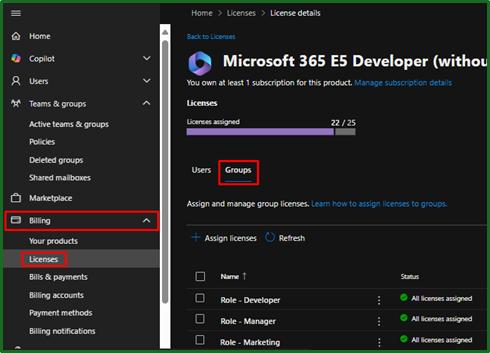 Home
Copilot
Users
Teams & groups
Active teams & groups
Policies
Deleted groups
Shared mailboxes
Marketplace
Billing
Your products
Licenses
Bills & payments
Billing accounts
Payment methods
Billing notifications
Home > Licenses > License details
Back to Licenses
Microsoft 365 E5 Developer (withou
You own at least 1 subscription for this product. Manage subscription details
Licenses
Licenses assigned 22 / 25
Users Groups
Assign and manage group licenses. Learn how to assign licenses to groups.
Assign licenses Refresh
Name ↑ Status
Role - Developer All licenses assigned
Role - Manager All licenses assigned
Role - Marketing All licenses assigned